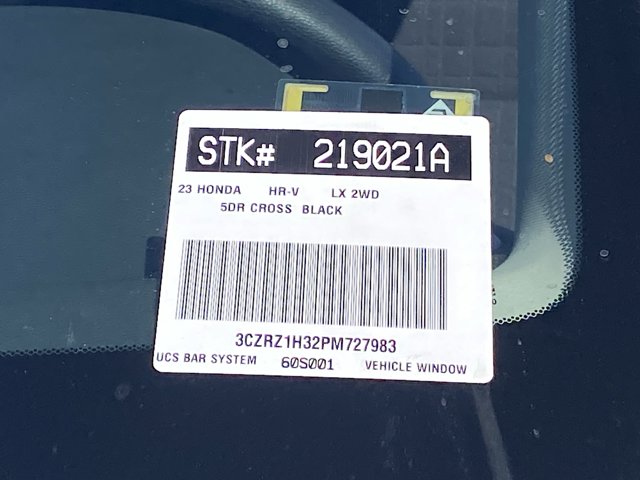 STK# 219021A
23 HONDA HR-V LX 2WD
5DR CROSS BLACK
3CZRZ1H32PM727983
UCS BAR SYSTEM 60S001 VEHICLE WINDOW